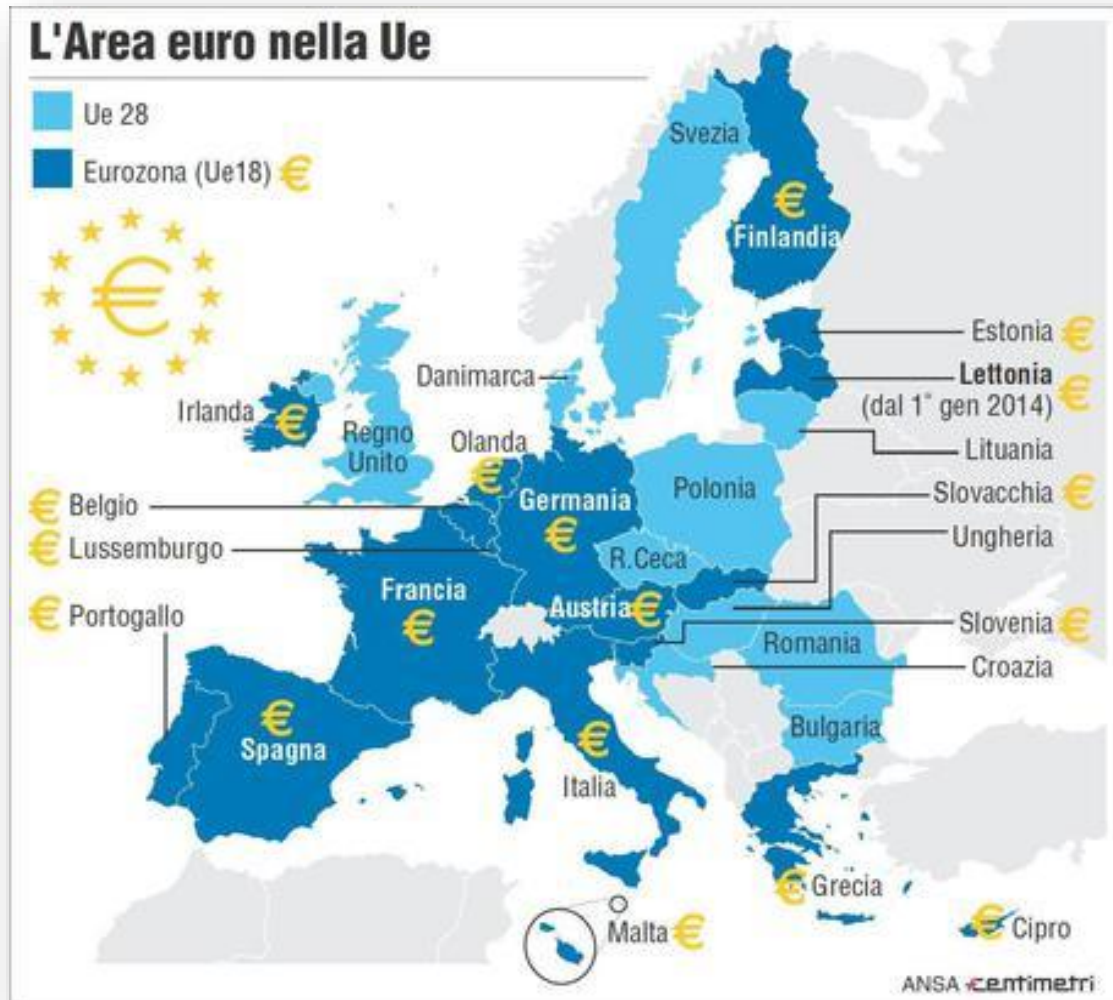 L'Area euro nella Ue
Ue 28
Eurozona (Ue18) €
€
Svezia
€
Finlandia
Estonia €
Lettonia
(dal 1° gen 2014) €
Lituania
Danimarca
Irlanda €
Regno
Unito
Olanda
€
Germania
€
Polonia
Slovacchia €
Ungheria
€ Belgio
€ Lussemburgo
R.Ceca
Francia
€
Austria €
€ Portogallo
Slovenia €
Romania
Croazia
€
Spagna
Bulgaria
€
Italia
€ Grecia
Malta €
€ Cipro
ANSA centimetri